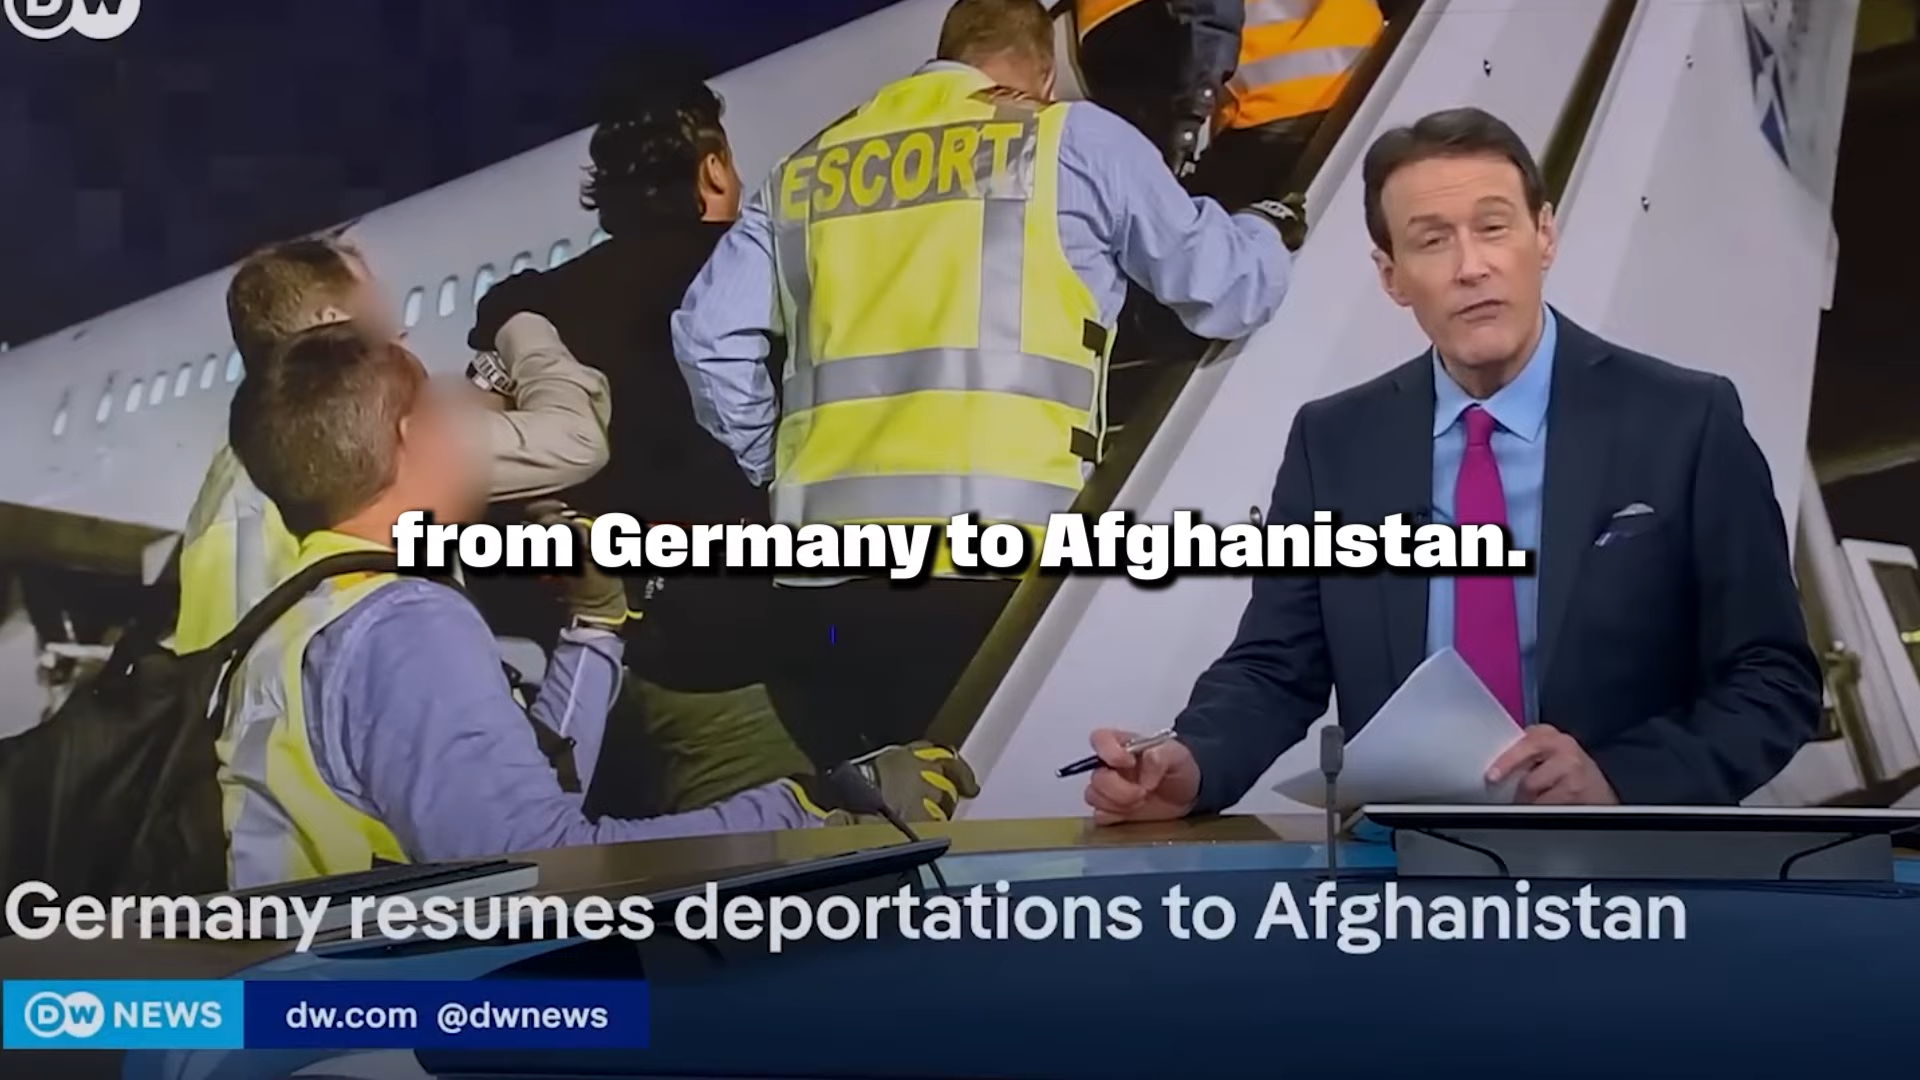 DW
ESCORT
from Germany to Afghanistan.
Germany resumes deportations to Afghanistan
DW NEWS
dw.com @dwnews